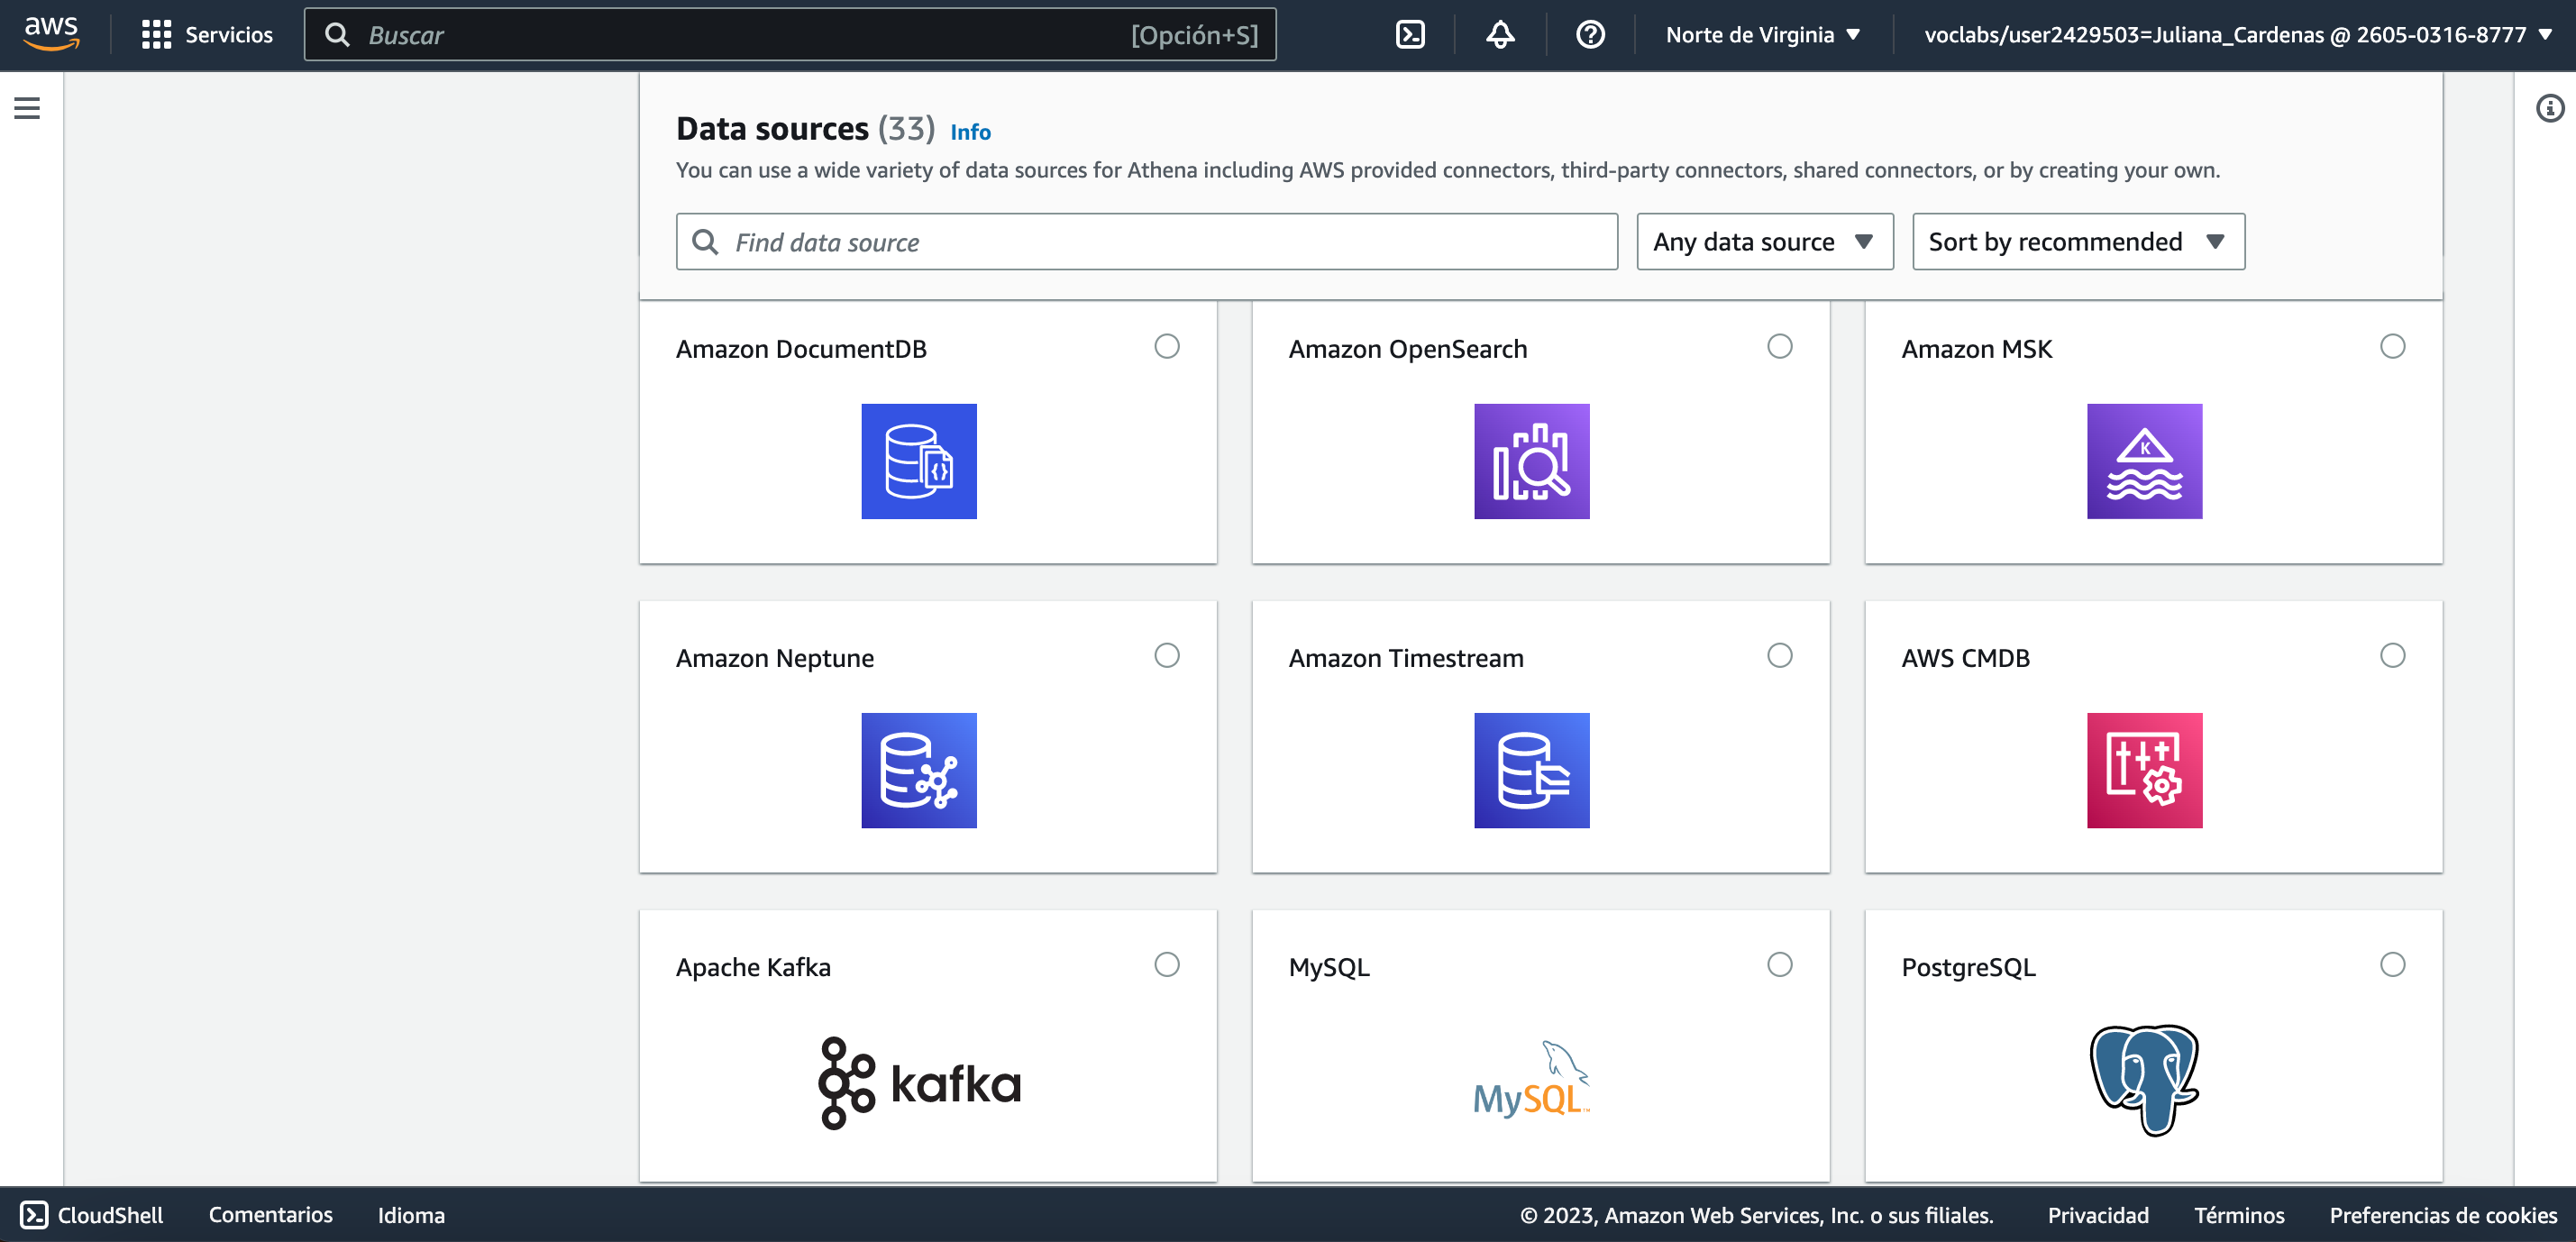 aws
Servicios
Buscar
[Opción+S]
Norte de Virginia
voclabs/user2429503=Juliana_Cardenas @ 2605-0316-8777
Data sources (33) Info
You can use a wide variety of data sources for Athena including AWS provided connectors, third-party connectors, shared connectors, or by creating your own.
Find data source
Any data source
Sort by recommended
Amazon DocumentDB
Amazon OpenSearch
Amazon MSK
K
Amazon Neptune
Amazon Timestream
AWS CMDB
Apache Kafka
MySQL
PostgreSQL
kafka
MySQL™
CloudShell
Comentarios
Idioma
© 2023, Amazon Web Services, Inc. o sus filiales.
Privacidad
Términos
Preferencias de cookies